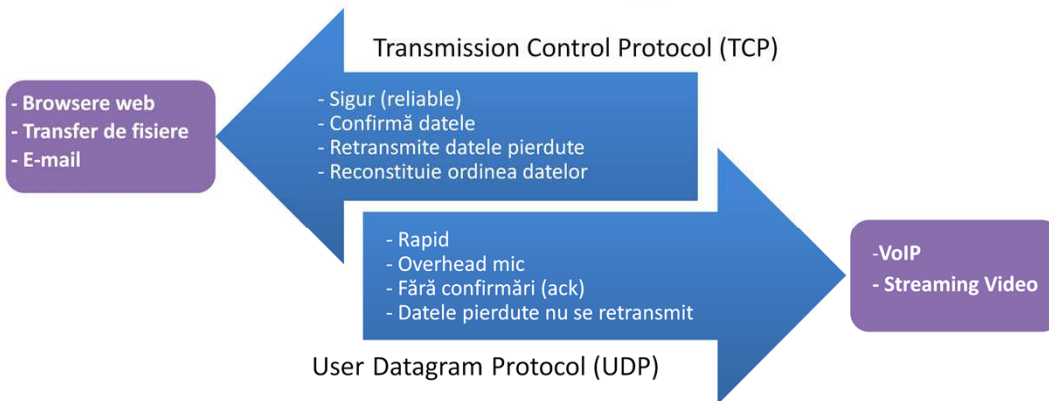 Transmission Control Protocol (TCP)
- Browsere web
- Transfer de fisiere
- E-mail
- Sigur (reliable)
- Confirmă datele
- Retransmite datele pierdute
- Reconstituie ordinea datelor
- Rapid
- Overhead mic
- Fără confirmări (ack)
- Datele pierdute nu se retransmit
-VoIP
- Streaming Video
User Datagram Protocol (UDP)